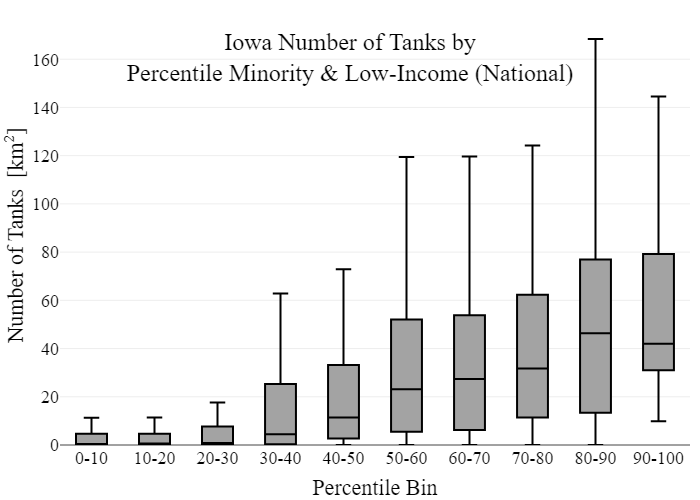 Iowa Number of Tanks by
Percentile Minority & Low-Income (National)
Number of Tanks [km²]
160
140
120
100
80
60
40
20
0
0-10 10-20 20-30 30-40 40-50 50-60 60-70 70-80 80-90 90-100
Percentile Bin